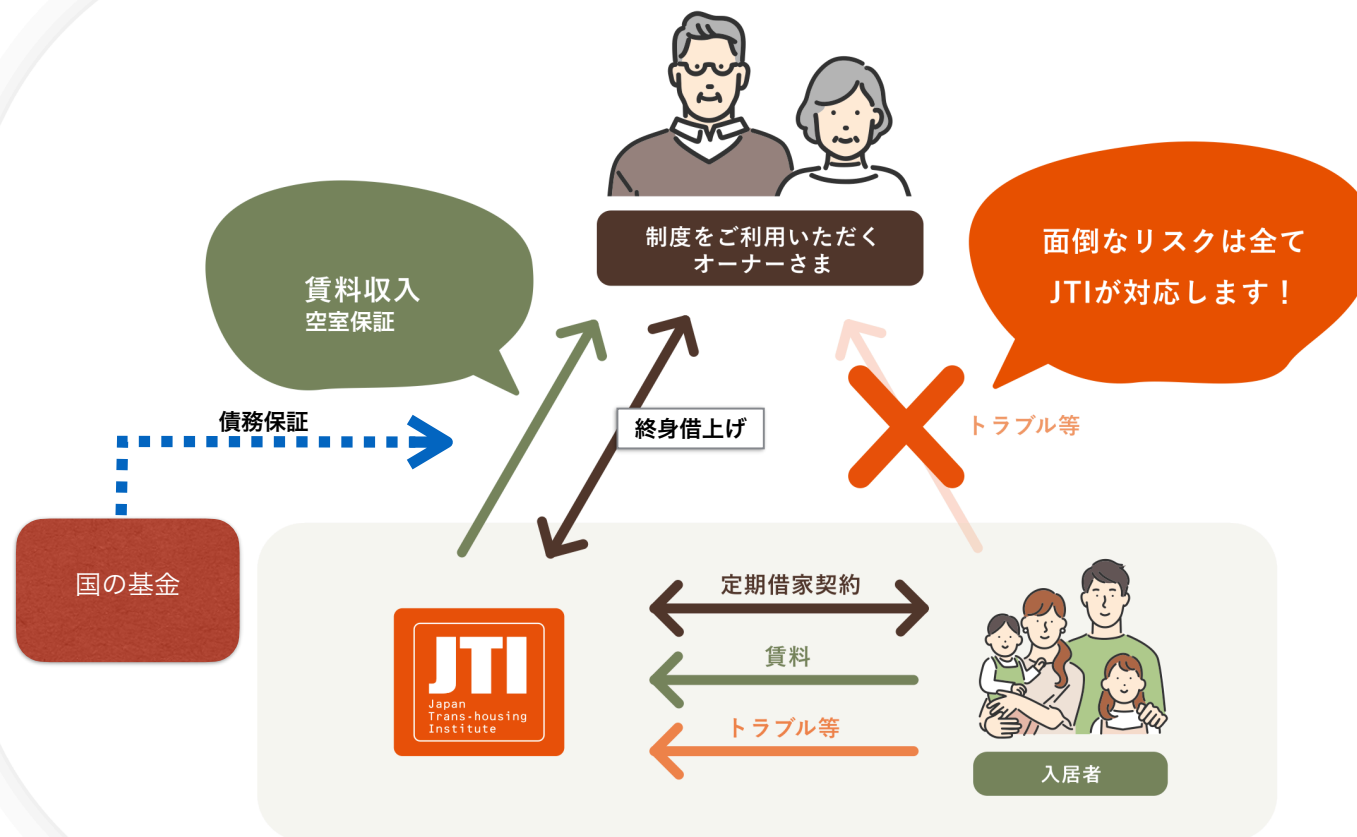 制度をご利用いただく
オーナーさま
賃料収入
空室保証
面倒なリスクは全て
JTIが対応します！
債務保証
終身借上げ
トラブル等
国の基金
定期借家契約
賃料
トラブル等
JTI
Japan
Trans-housing
Institute
入居者